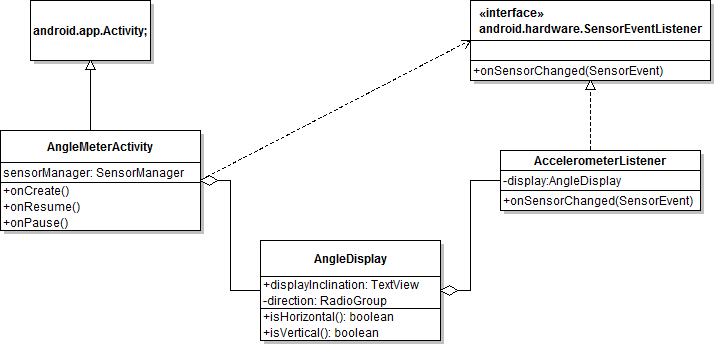 android.app.Activity;
«interface»
android.hardware.SensorEventListener
+onSensorChanged(SensorEvent)
AngleMeterActivity
sensorManager: SensorManager
+onCreate()
+onResume()
+onPause()
AccelerometerListener
-display:AngleDisplay
+onSensorChanged(SensorEvent)
AngleDisplay
+displayInclination: TextView
-direction: RadioGroup
+isHorizontal(): boolean
+isVertical(): boolean